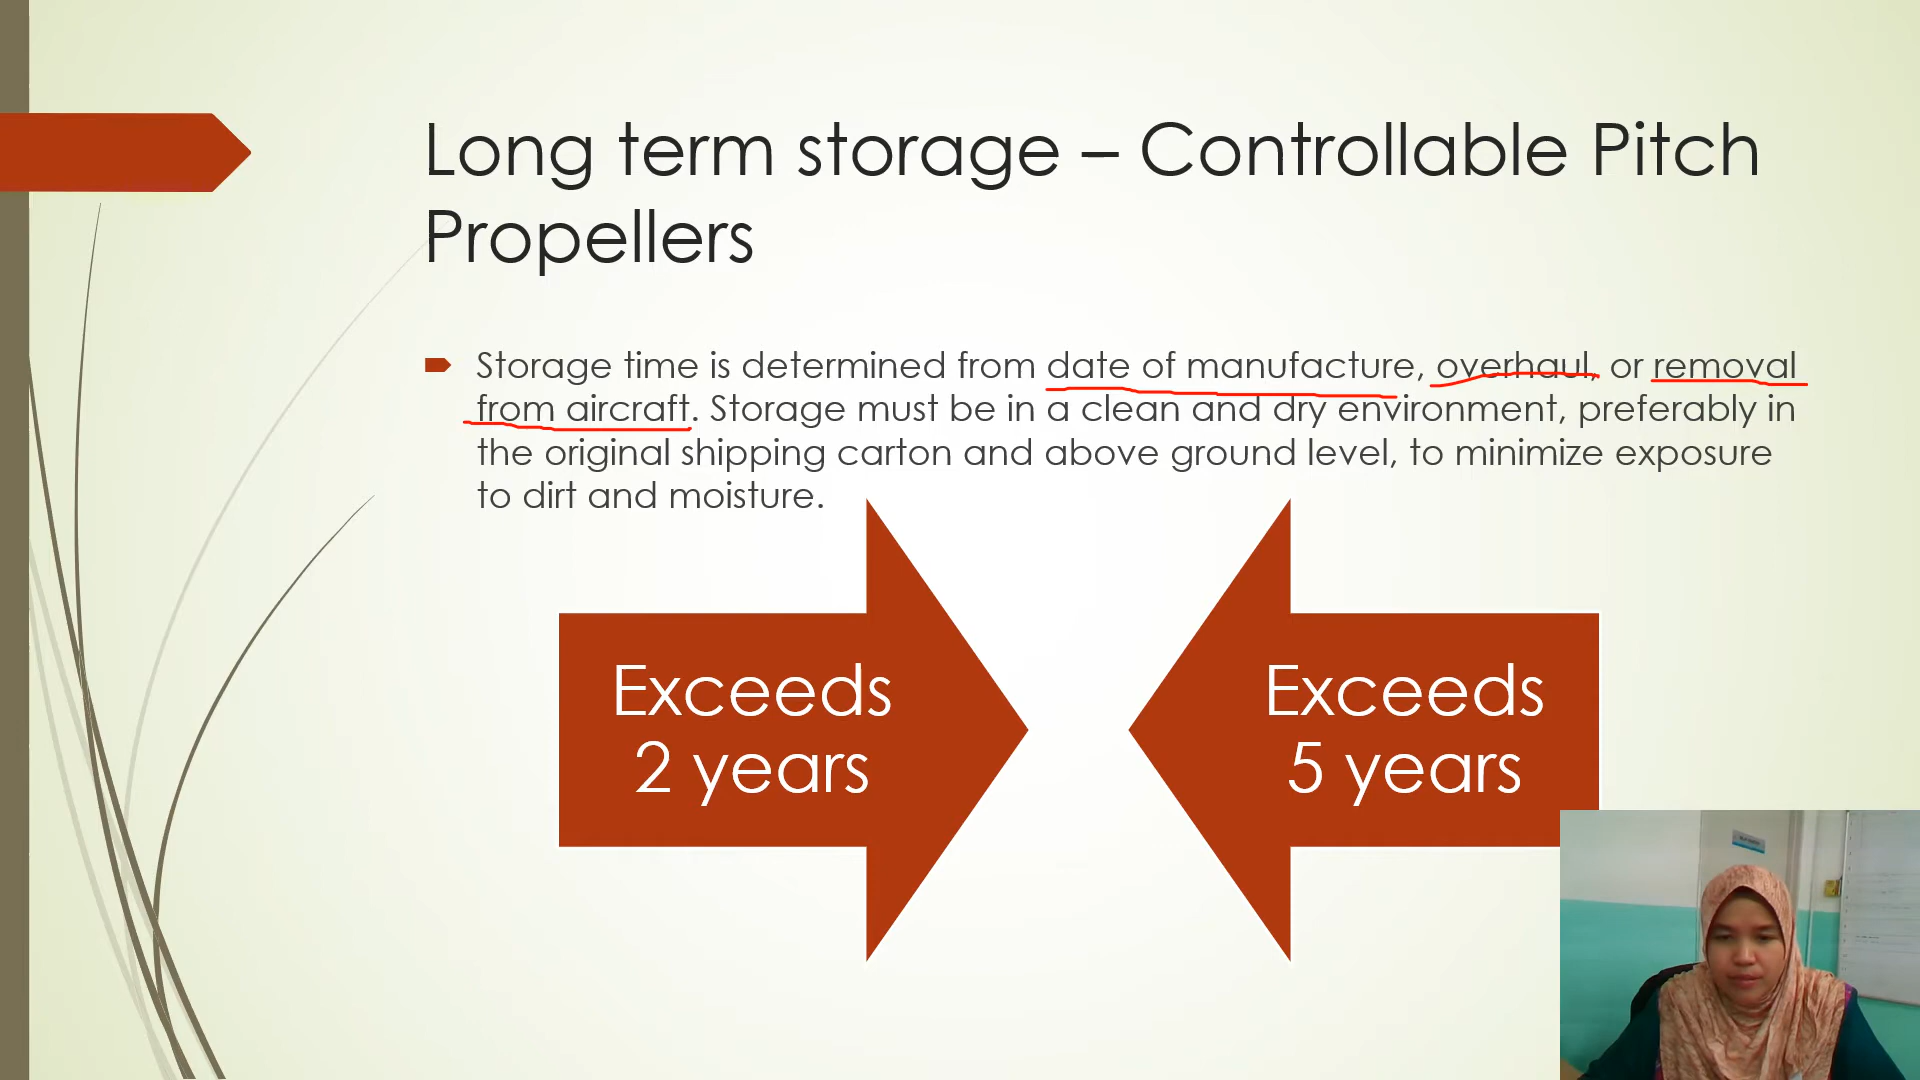 Long term storage – Controllable Pitch
Propellers
Storage time is determined from date of manufacture, overhaul, or removal
from aircraft. Storage must be in a clean and dry environment, preferably in
the original shipping carton and above ground level, to minimize exposure
to dirt and moisture.
Exceeds
2 years
Exceeds
5 years